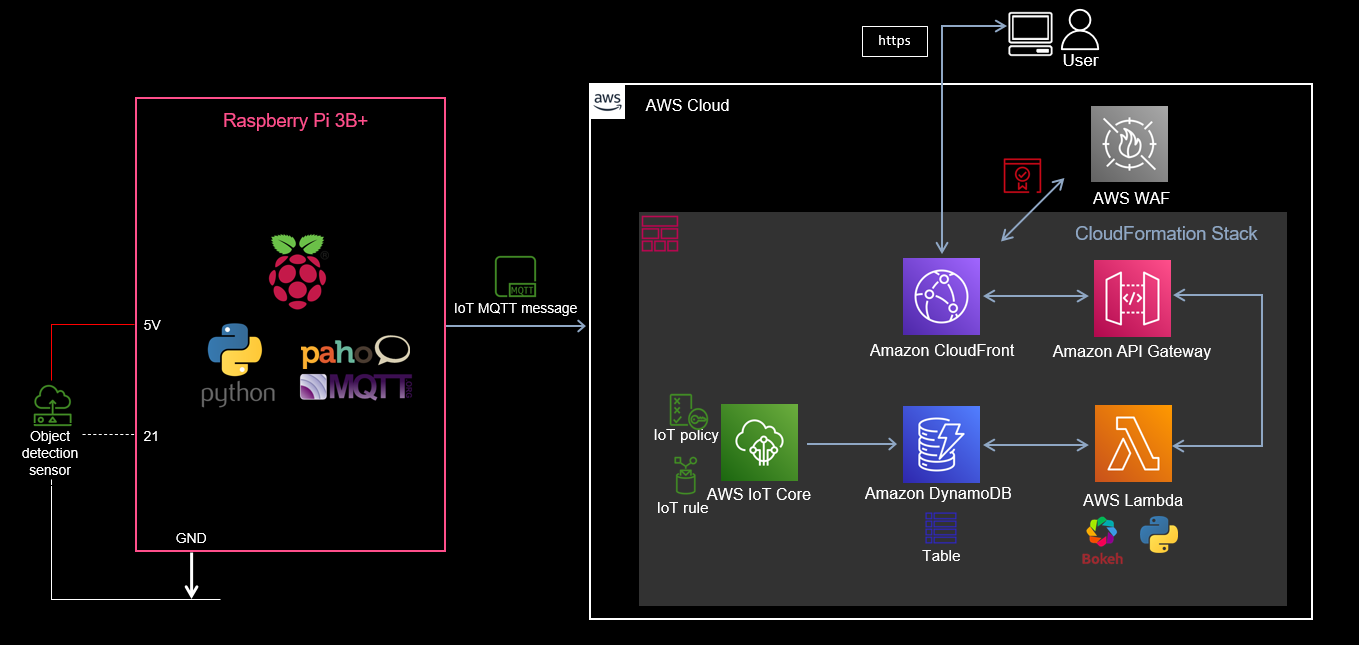 https
User
aws
AWS Cloud
Raspberry Pi 3B+
AWS WAF
CloudFormation Stack
MQTT
IoT MQTT message
5V
python
paho
MQTT
.ORG
Amazon CloudFront
Amazon API Gateway
Object
detection
sensor
21
IoT policy
IoT rule
AWS IoT Core
Amazon DynamoDB
AWS Lambda
Table
Bokeh
GND